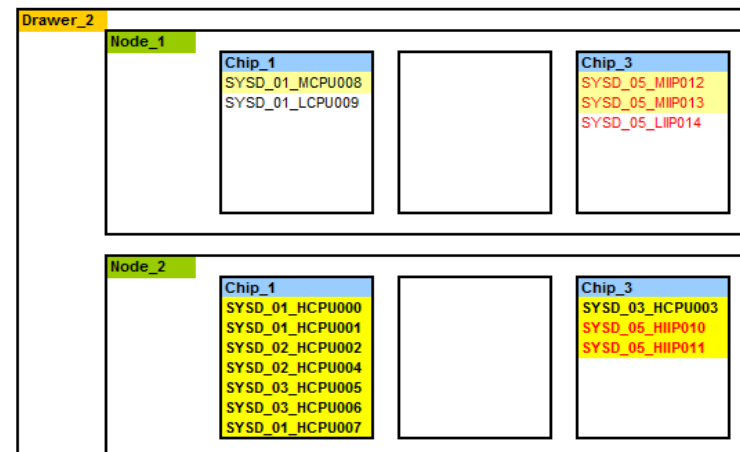 Drawer_2
Node_1
Chip_1
SYSD_01_MCPU008
SYSD_01_LCPU009
Chip_3
SYSD_05_MIIP012
SYSD_05_MIIP013
SYSD_05_LIIP014
Node_2
Chip_1
SYSD_01_HCPU000
SYSD_01_HCPU001
SYSD_02_HCPU002
SYSD_02_HCPU004
SYSD_03_HCPU005
SYSD_03_HCPU006
SYSD_01_HCPU007
Chip_3
SYSD_03_HCPU003
SYSD_05_HIIP010
SYSD_05_HIIP011